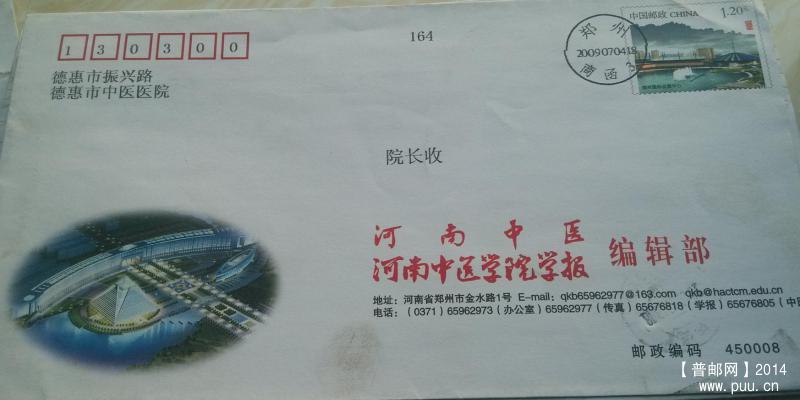 130300
德惠市振兴路
德惠市中医医院
164
中国邮政 CHINA
1.20元
郑州
2009070418
院长收
河南中医
河南中医学院学报 编辑部
地址：河南省郑州市金水路1号 E-mail：qkb65962977@163.com qkb@hactcm.edu.cn
电话：（0371）65962973（办公室）65962977（传真）65676818（学报）65676805（中医
邮政编码 450008
【普邮网】2014
www.puu.cn